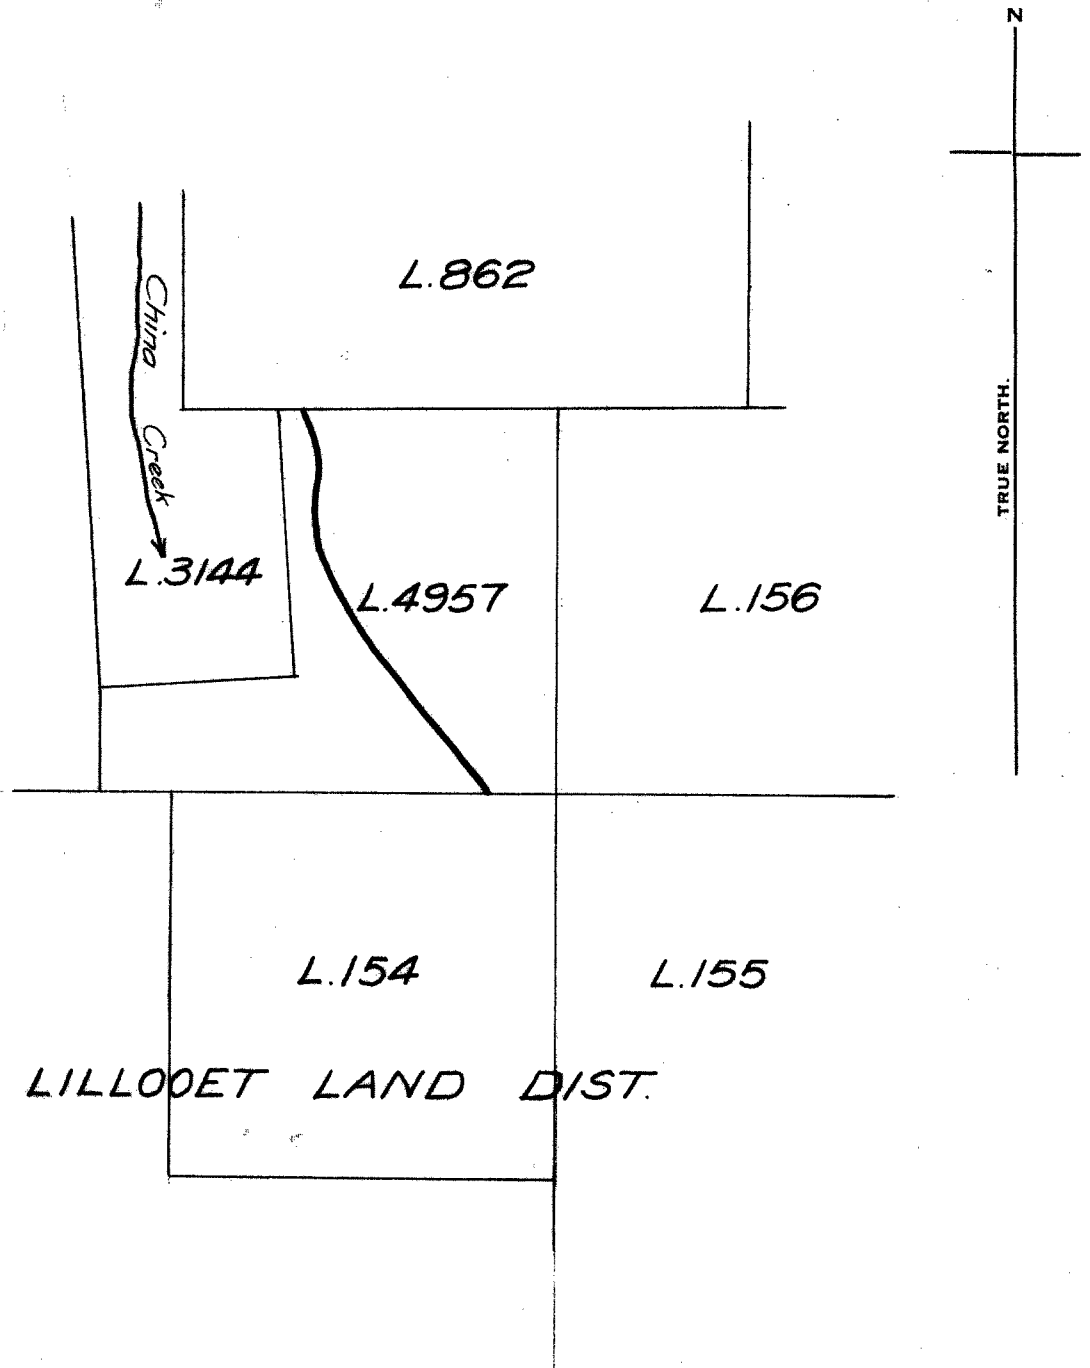 N
L.862
China Creek
TRUE NORTH.
L.3144
L.4957
L.156
L.154
L.155
LILLOOET LAND DIST.